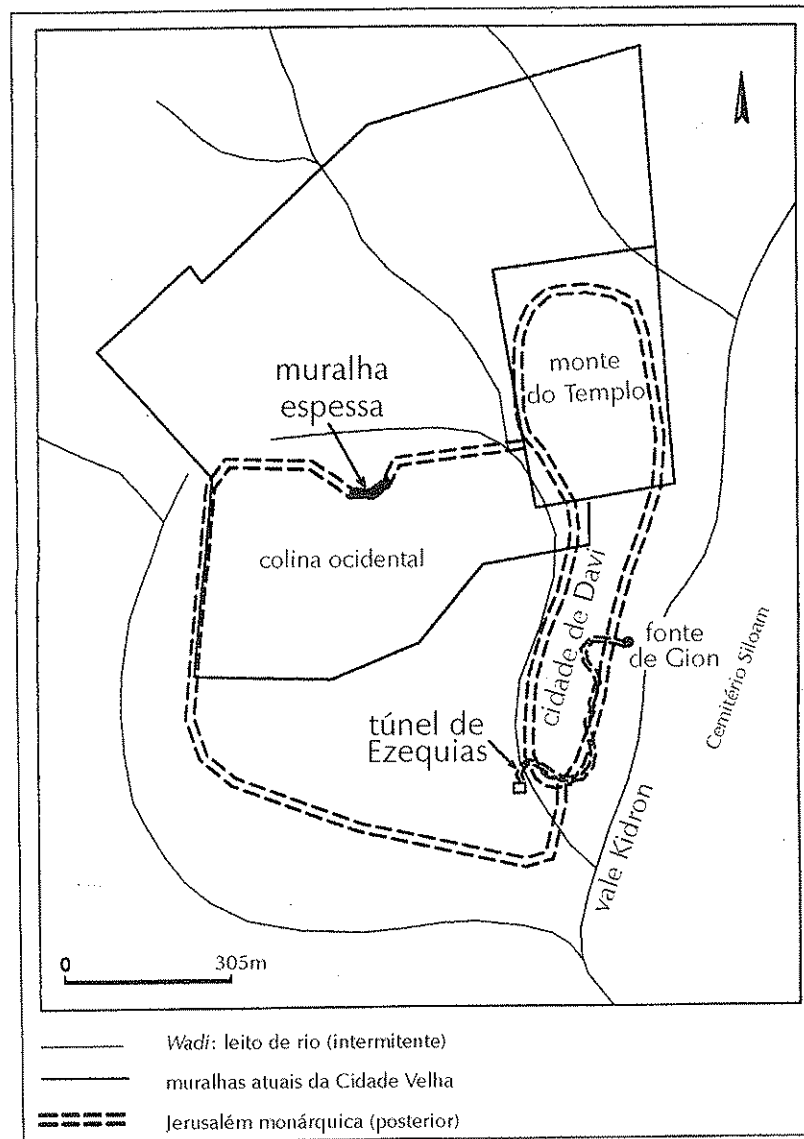 monte
do Templo
muralha
espessa
colina ocidental
cidade de Davi
fonte
de Gion
Cemitério Siloam
túnel de
Ezequias
vale Kidron
0 305m
Wadi: leito de rio (intermitente)
muralhas atuais da Cidade Velha
Jerusalém monárquica (posterior)